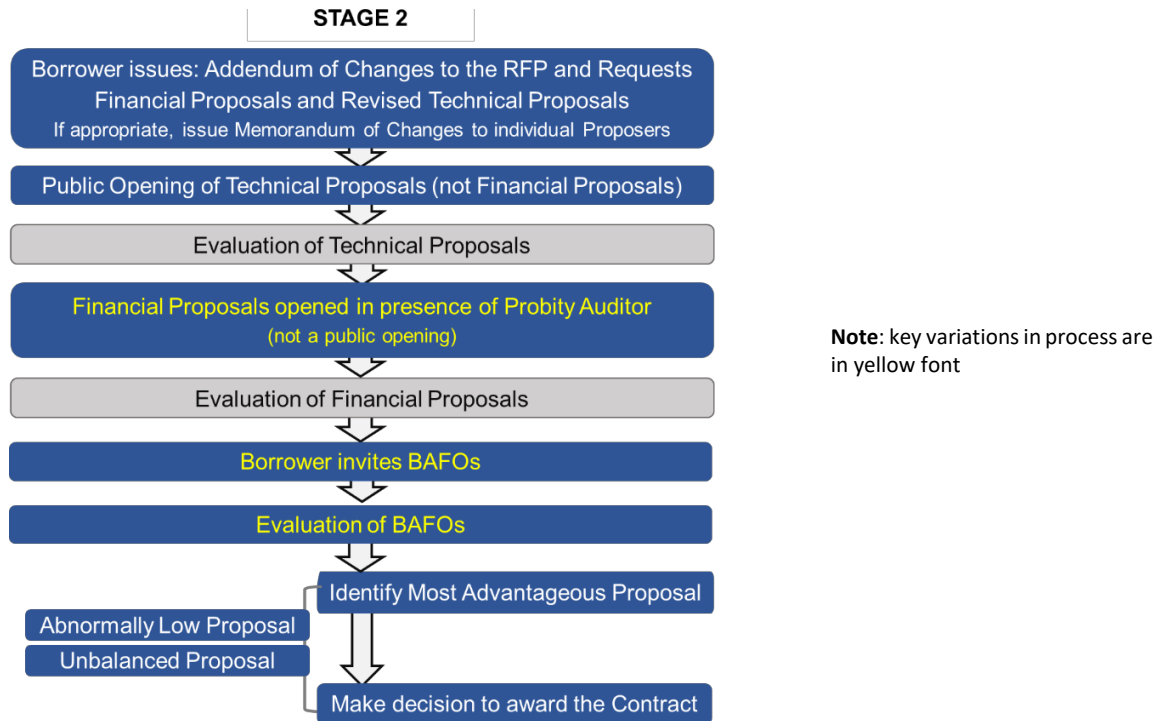 STAGE 2
Borrower issues: Addendum of Changes to the RFP and Requests
Financial Proposals and Revised Technical Proposals
If appropriate, issue Memorandum of Changes to individual Proposers
Public Opening of Technical Proposals (not Financial Proposals)
Evaluation of Technical Proposals
Financial Proposals opened in presence of Probity Auditor
(not a public opening)
Note: key variations in process are
in yellow font
Evaluation of Financial Proposals
Borrower invites BAFOs
Evaluation of BAFOs
Identify Most Advantageous Proposal
Abnormally Low Proposal
Unbalanced Proposal
Make decision to award the Contract